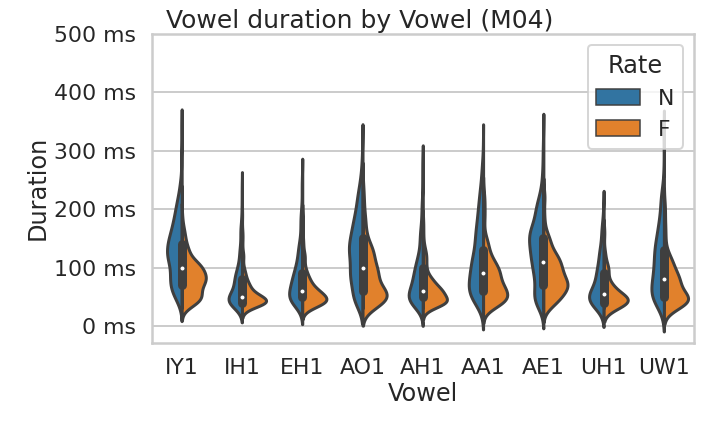 Vowel duration by Vowel (M04)
500 ms
400 ms
300 ms
200 ms
100 ms
0 ms
Duration
Rate
N
F
IY1 IH1 EH1 AO1 AH1 AA1 AE1 UH1 UW1
Vowel